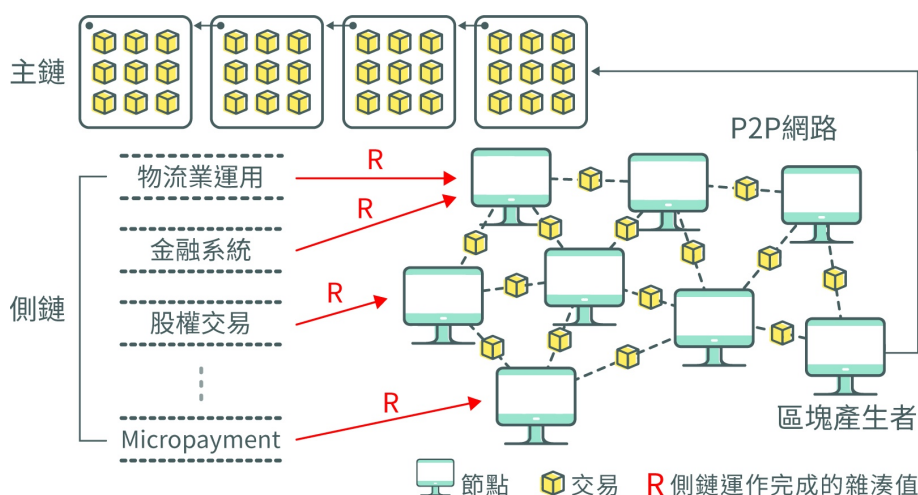 主鏈
P2P網路
側鏈
物流業運用
R
金融系統
R
股權交易
R
Micropayment
R
區塊產生者
節點
交易
R 側鏈運作完成的雜湊值